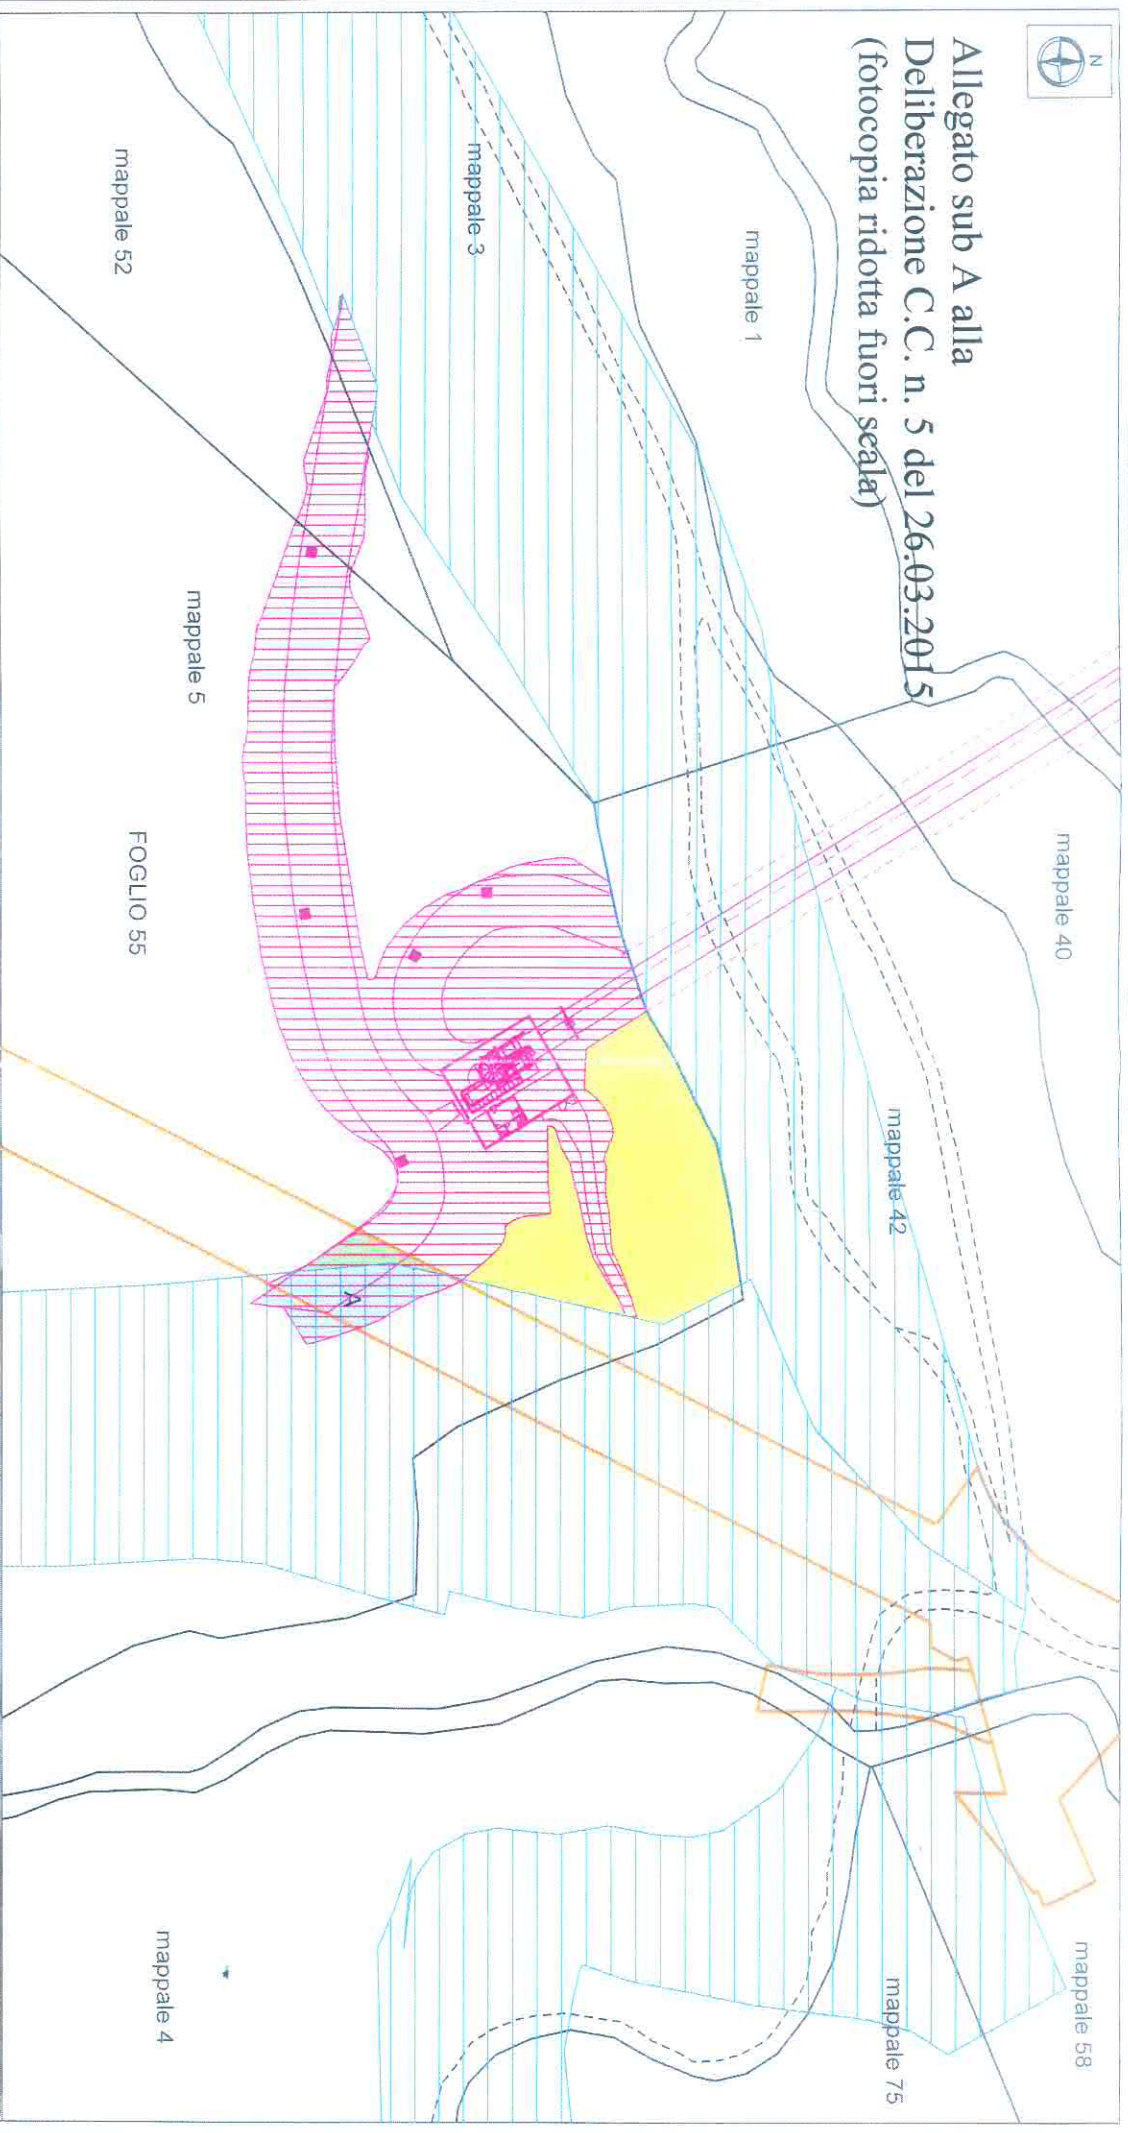 N
Allegato sub A alla
Deliberazione C.C. n. 5 del 26.03.2015
(fotocopia ridotta fuori scala)
mappale 1
mappale 3
mappale 52
mappale 5
FOGLIO 55
mappale 40
mappale 42
A
mappale 58
mappale 75
mappale 4